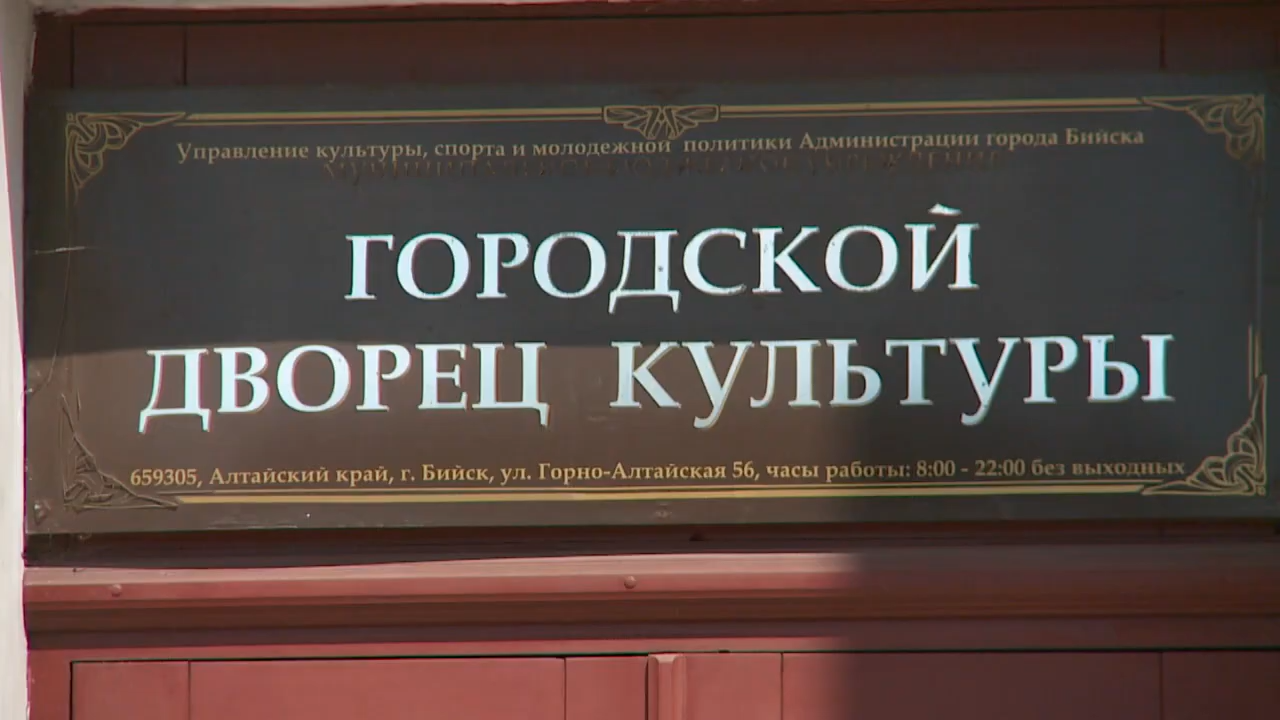 Управление культуры, спорта и молодежной политики Администрации города Бийска
ГОРОДСКОЙ
ДВОРЕЦ КУЛЬТУРЫ
659305, Алтайский край, г. Бийск, ул. Горно-Алтайская 56, часы работы: 8:00 - 22:00 без выходных